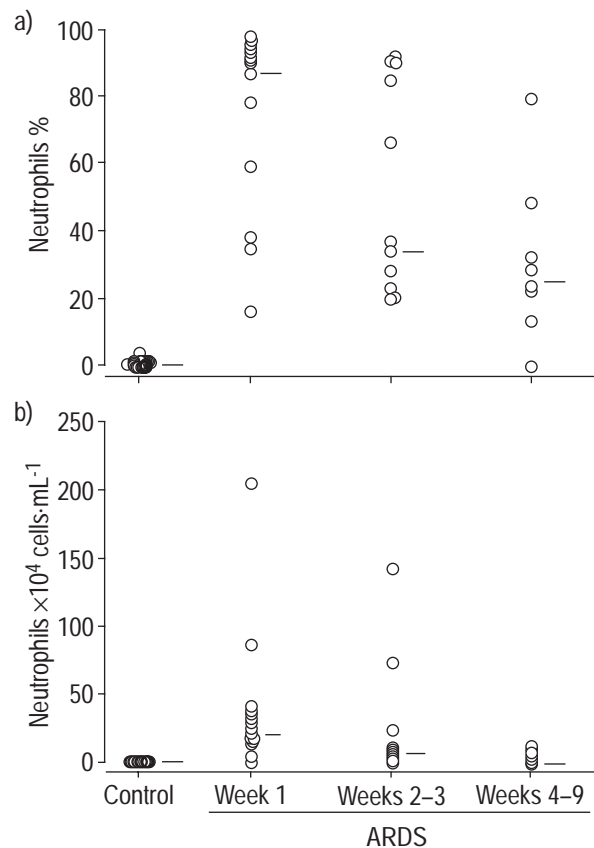 a)
100
80
60
40
20
0
Neutrophils %
b)
250
200
150
100
50
0
Neutrophils ×10⁴ cells·mL⁻¹
Control
Week 1
Weeks 2–3
Weeks 4–9
ARDS